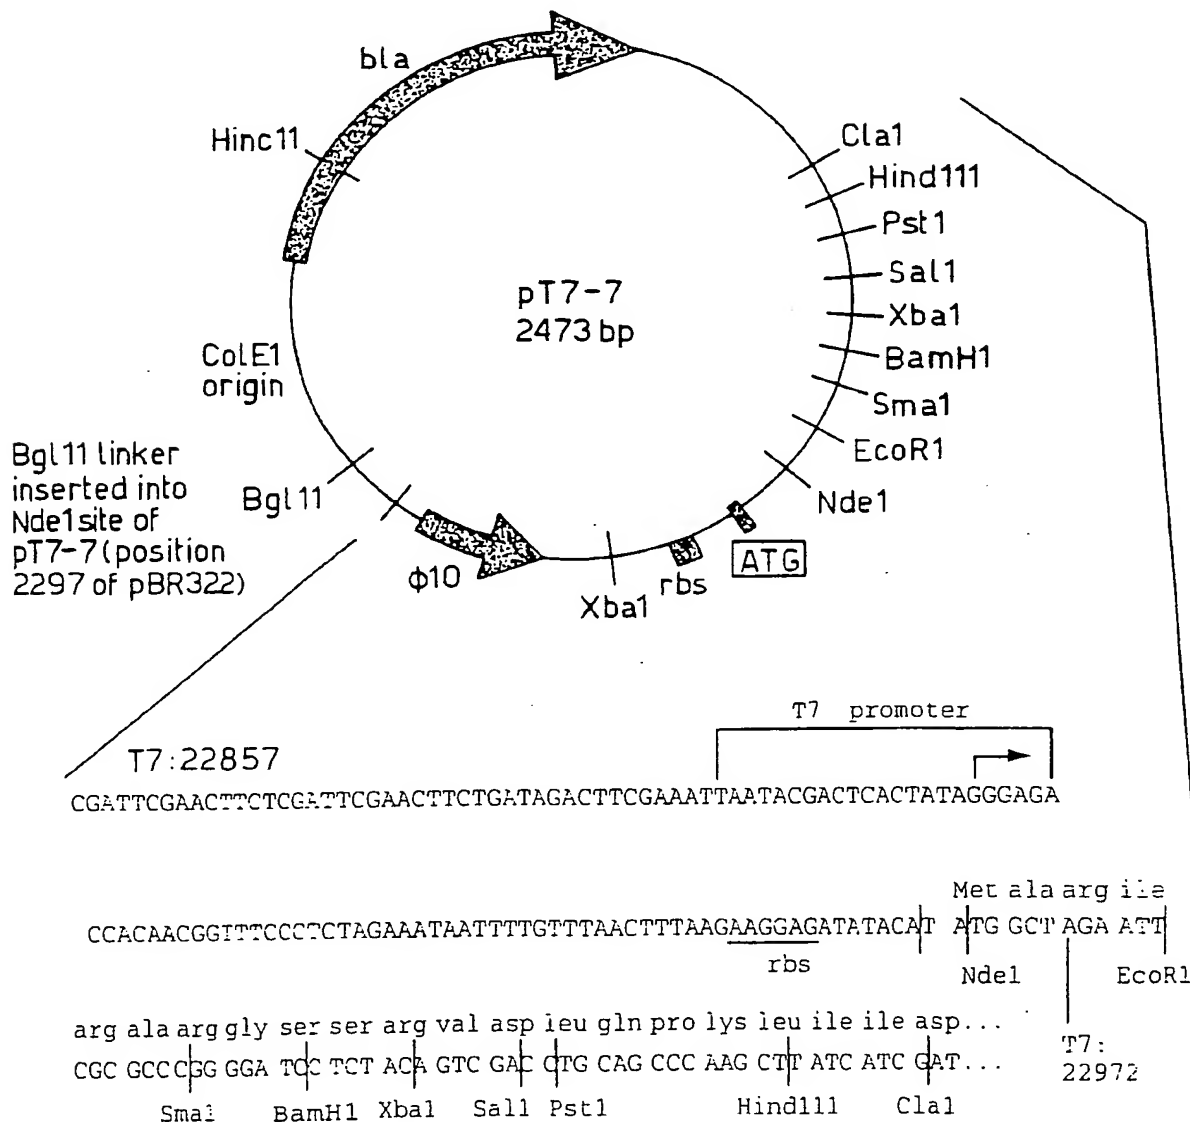 bla
Hinc11
Cla1
Hind111
Pst1
Sal1
Xba1
BamH1
Sma1
EcoR1
Nde1
pT7-7
2473 bp
ColE1
origin
Bgl11 linker
inserted into
Nde1 site of
pT7-7 (position
2297 of pBR322)
Bgl11
Φ10
Xba1
rbs
ATG
T7 promoter
T7:22857
CGATTCGAACTTCTCGATTCGAACTTCTGATAGACTTCGAAATTAATACGACTCACTATAGGGAGA
Met ala arg ile
CCACAACGGTTTCCCTCTAGAAATAATTTTGTTTAACTTTAAGAAGGAGATATACAT ATG GCT AGA ATT
rbs
Nde1
EcoR1
arg ala arg gly ser ser arg val asp leu gln pro lys leu ile ile asp...
CGC GCC CGG GGA TCC TCT ACA GTC GAC CTG CAG CCC AAG CTT ATC ATC GAT...
T7:
22972
Sma1
BamH1
Xba1
Sal1
Pst1
Hind111
Cla1